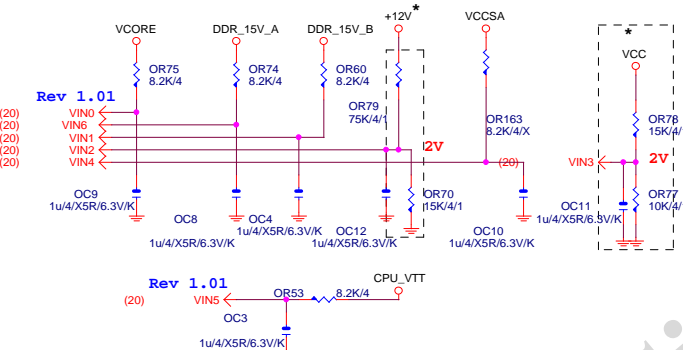 +12V *
VCORE DDR_15V_A DDR_15V_B VCCSA *
VCC
OR75
8.2K/4
OR74
8.2K/4
OR60
8.2K/4
Rev 1.01
OR79
75K/4/1
OR163
8.2K/4/X
OR78
15K/4/
(20) VIN0
(20) VIN6
(20) VIN1
(20) VIN2
(20) VIN4
2V
(20) VIN3
2V
OC9
1u/4/X5R/6.3V/K
OC8
1u/4/X5R/6.3V/K
OC4
1u/4/X5R/6.3V/K
OC12
1u/4/X5R/6.3V/K
OR70
15K/4/1
OC10
1u/4/X5R/6.3V/K
OC11
1u/4/X5R/6.3V/K
OR77
10K/4/
Rev 1.01
CPU_VTT
(20) VIN5
OR53 8.2K/4
OC3
1u/4/X5R/6.3V/K